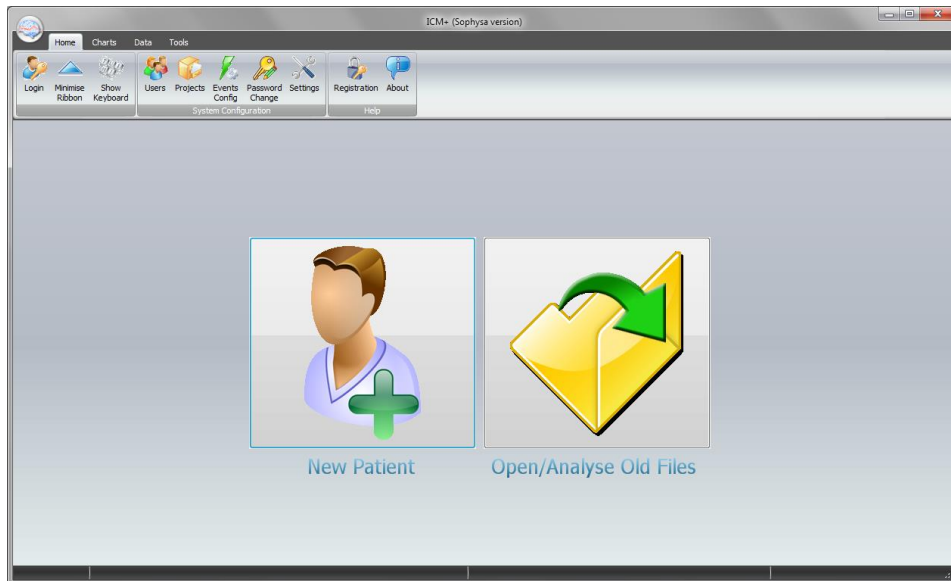 ICM+ (Sophysa version)
Home Charts Data Tools
Login Minimise Ribbon Show Keyboard Users Projects Events Config Password Change Settings Registration About
System Configuration Help
New Patient Open/Analyse Old Files